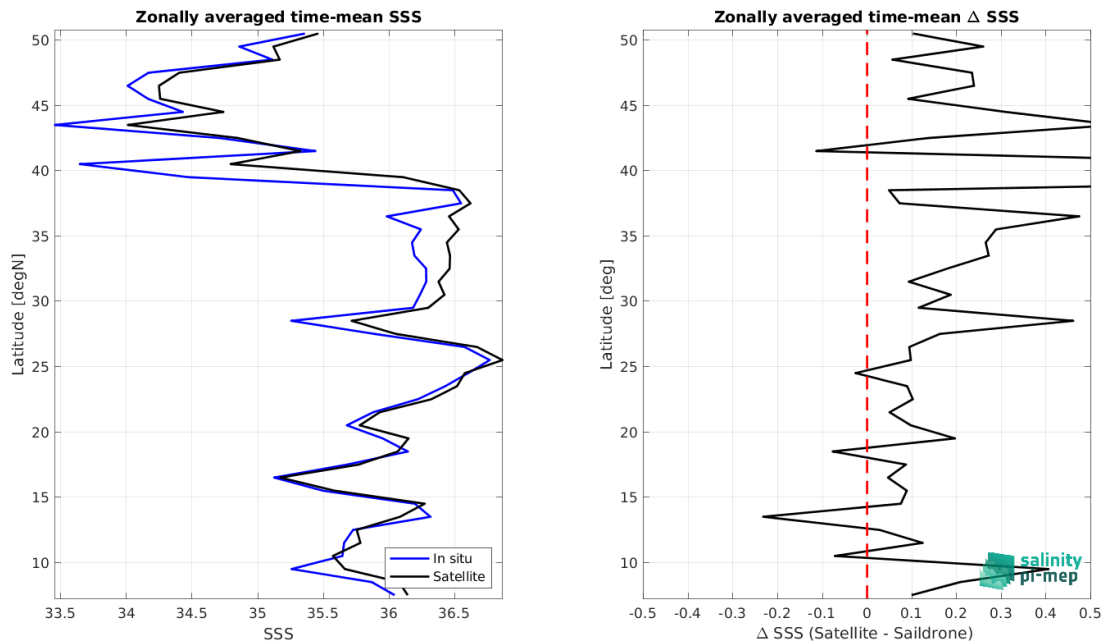 Zonally averaged time-mean SSS
50
45
40
35
30
25
20
15
10
Latitude [degN]
33.5 34 34.5 35 35.5 36 36.5
SSS
In situ
Satellite
Zonally averaged time-mean Δ SSS
50
45
40
35
30
25
20
15
10
Latitude [deg]
-0.5 -0.4 -0.3 -0.2 -0.1 0 0.1 0.2 0.3 0.4 0.5
Δ SSS (Satellite - Saildrone)
salinity
pi-mep